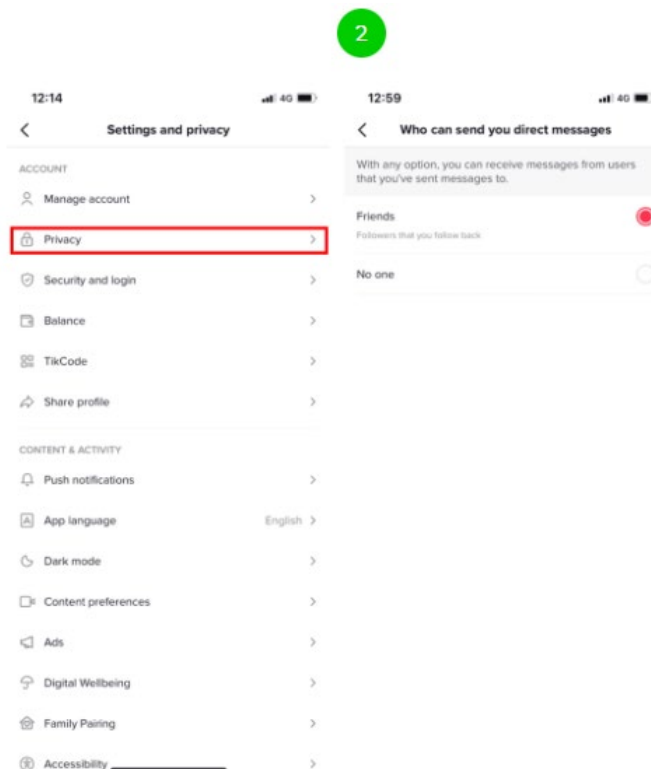 2
12:14
4G
Settings and privacy
ACCOUNT
Manage account
Privacy
Security and login
Balance
TikCode
Share profile
CONTENT & ACTIVITY
Push notifications
App language English
Dark mode
Content preferences
Ads
Digital Wellbeing
Family Pairing
Accessibility
12:59
4G
Who can send you direct messages
With any option, you can receive messages from users
that you've sent messages to.
Friends
Followers that you follow back
No one